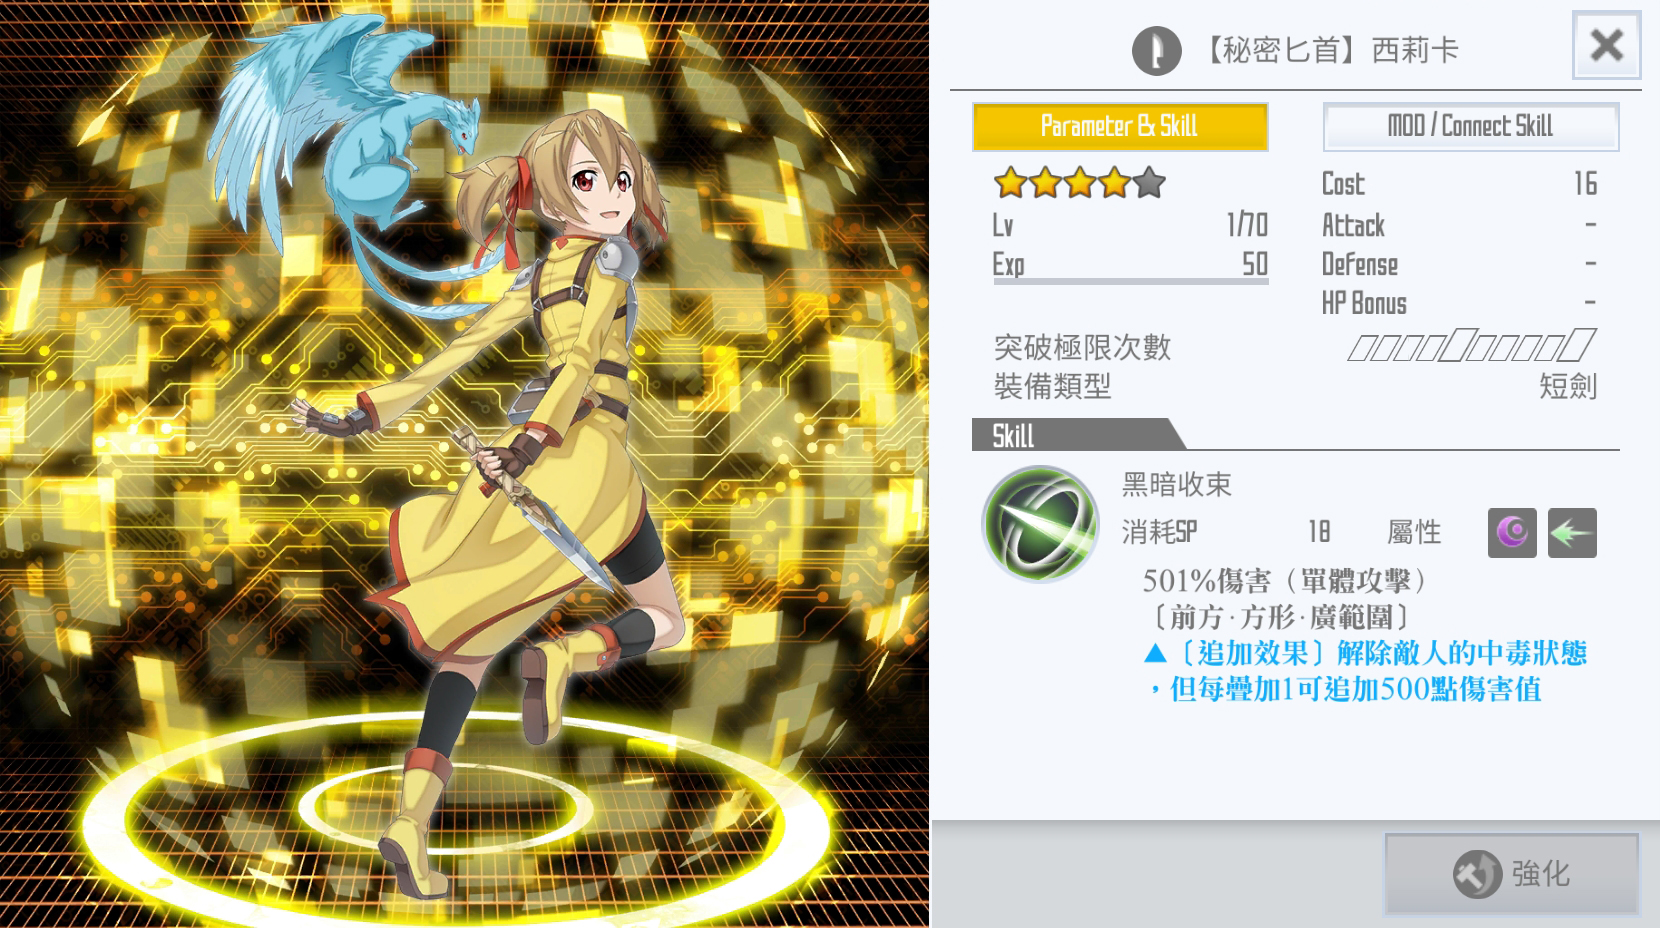 【秘密匕首】西莉卡
Parameter & Skill
MOD / Connect Skill
Lv 1/70
Exp 50
Cost 16
Attack -
Defense -
HP Bonus -
突破極限次數
裝備類型 短劍
Skill
黑暗收束
消耗SP 18 屬性
501%傷害（單體攻擊）
〔前方·方形·廣範圍〕
▲〔追加效果〕解除敵人的中毒狀態
，但每疊加1可追加500點傷害值
強化